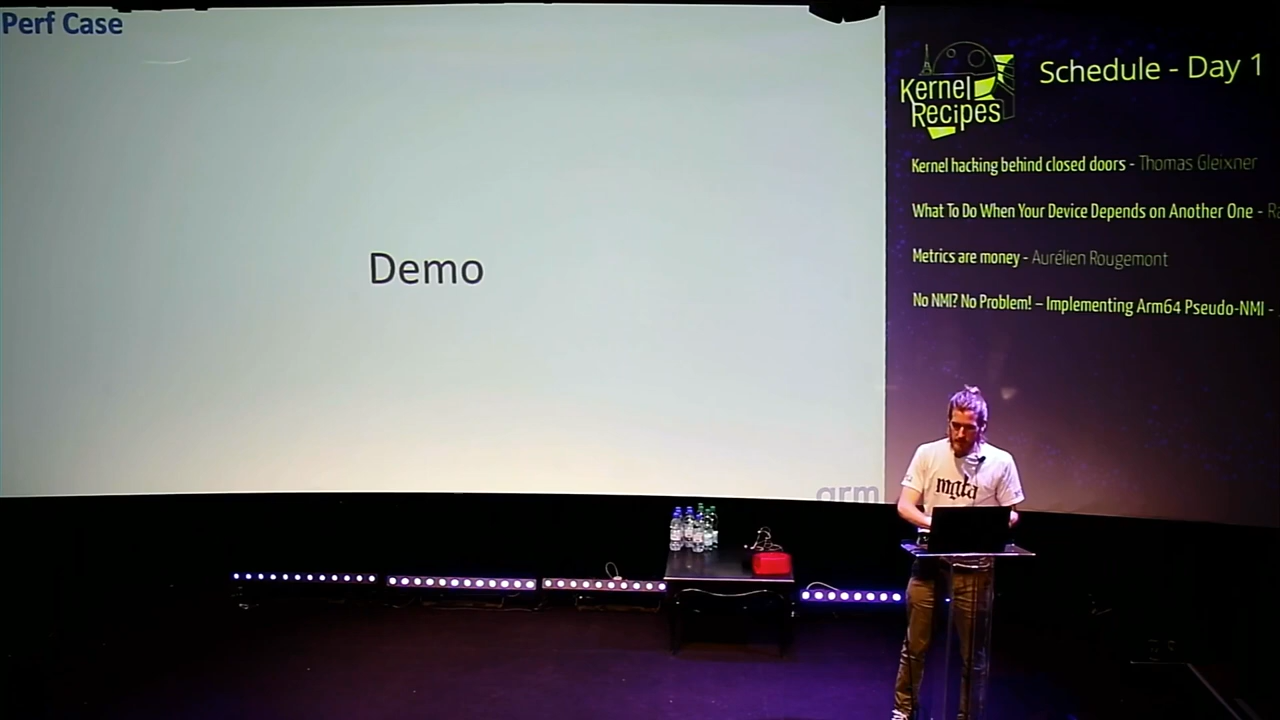 Perf Case
Demo
arm
Kernel
Recipes
Schedule - Day 1
Kernel hacking behind closed doors - Thomas Gleixner
What To Do When Your Device Depends on Another One -
Metrics are money - Aurélien Rougemont
No NMI? No Problem! – Implementing Arm64 Pseudo-NMI -